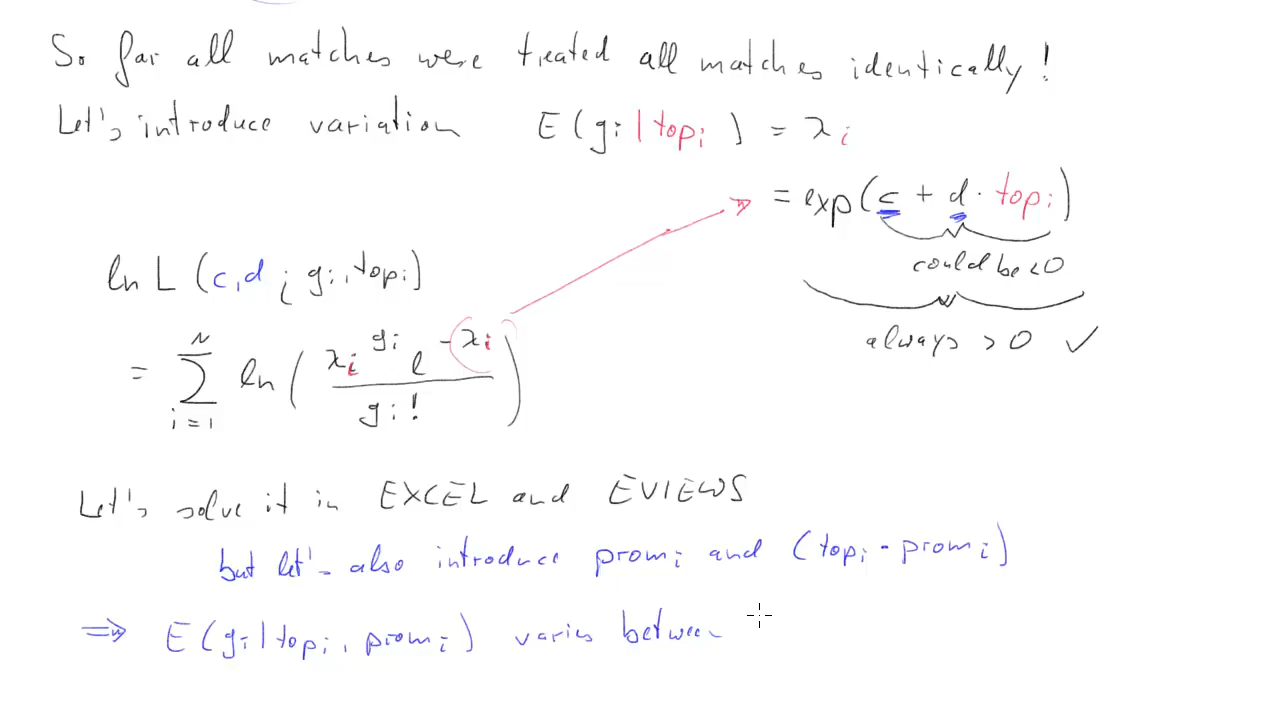 So far all matches were treated all matches identically!
Let's introduce variation E(gi|topi) = λi
= exp(c + d · topi)
could be <0
always >0 ✓
ln L (c,d; gi,topi)
= N∑i=1 ln( λi^gi e^-λi / gi! )
Let's solve it in EXCEL and EVIEWS
but let's also introduce promi and (topi · promi)
⇒ E(gi|topi, promi) varies between